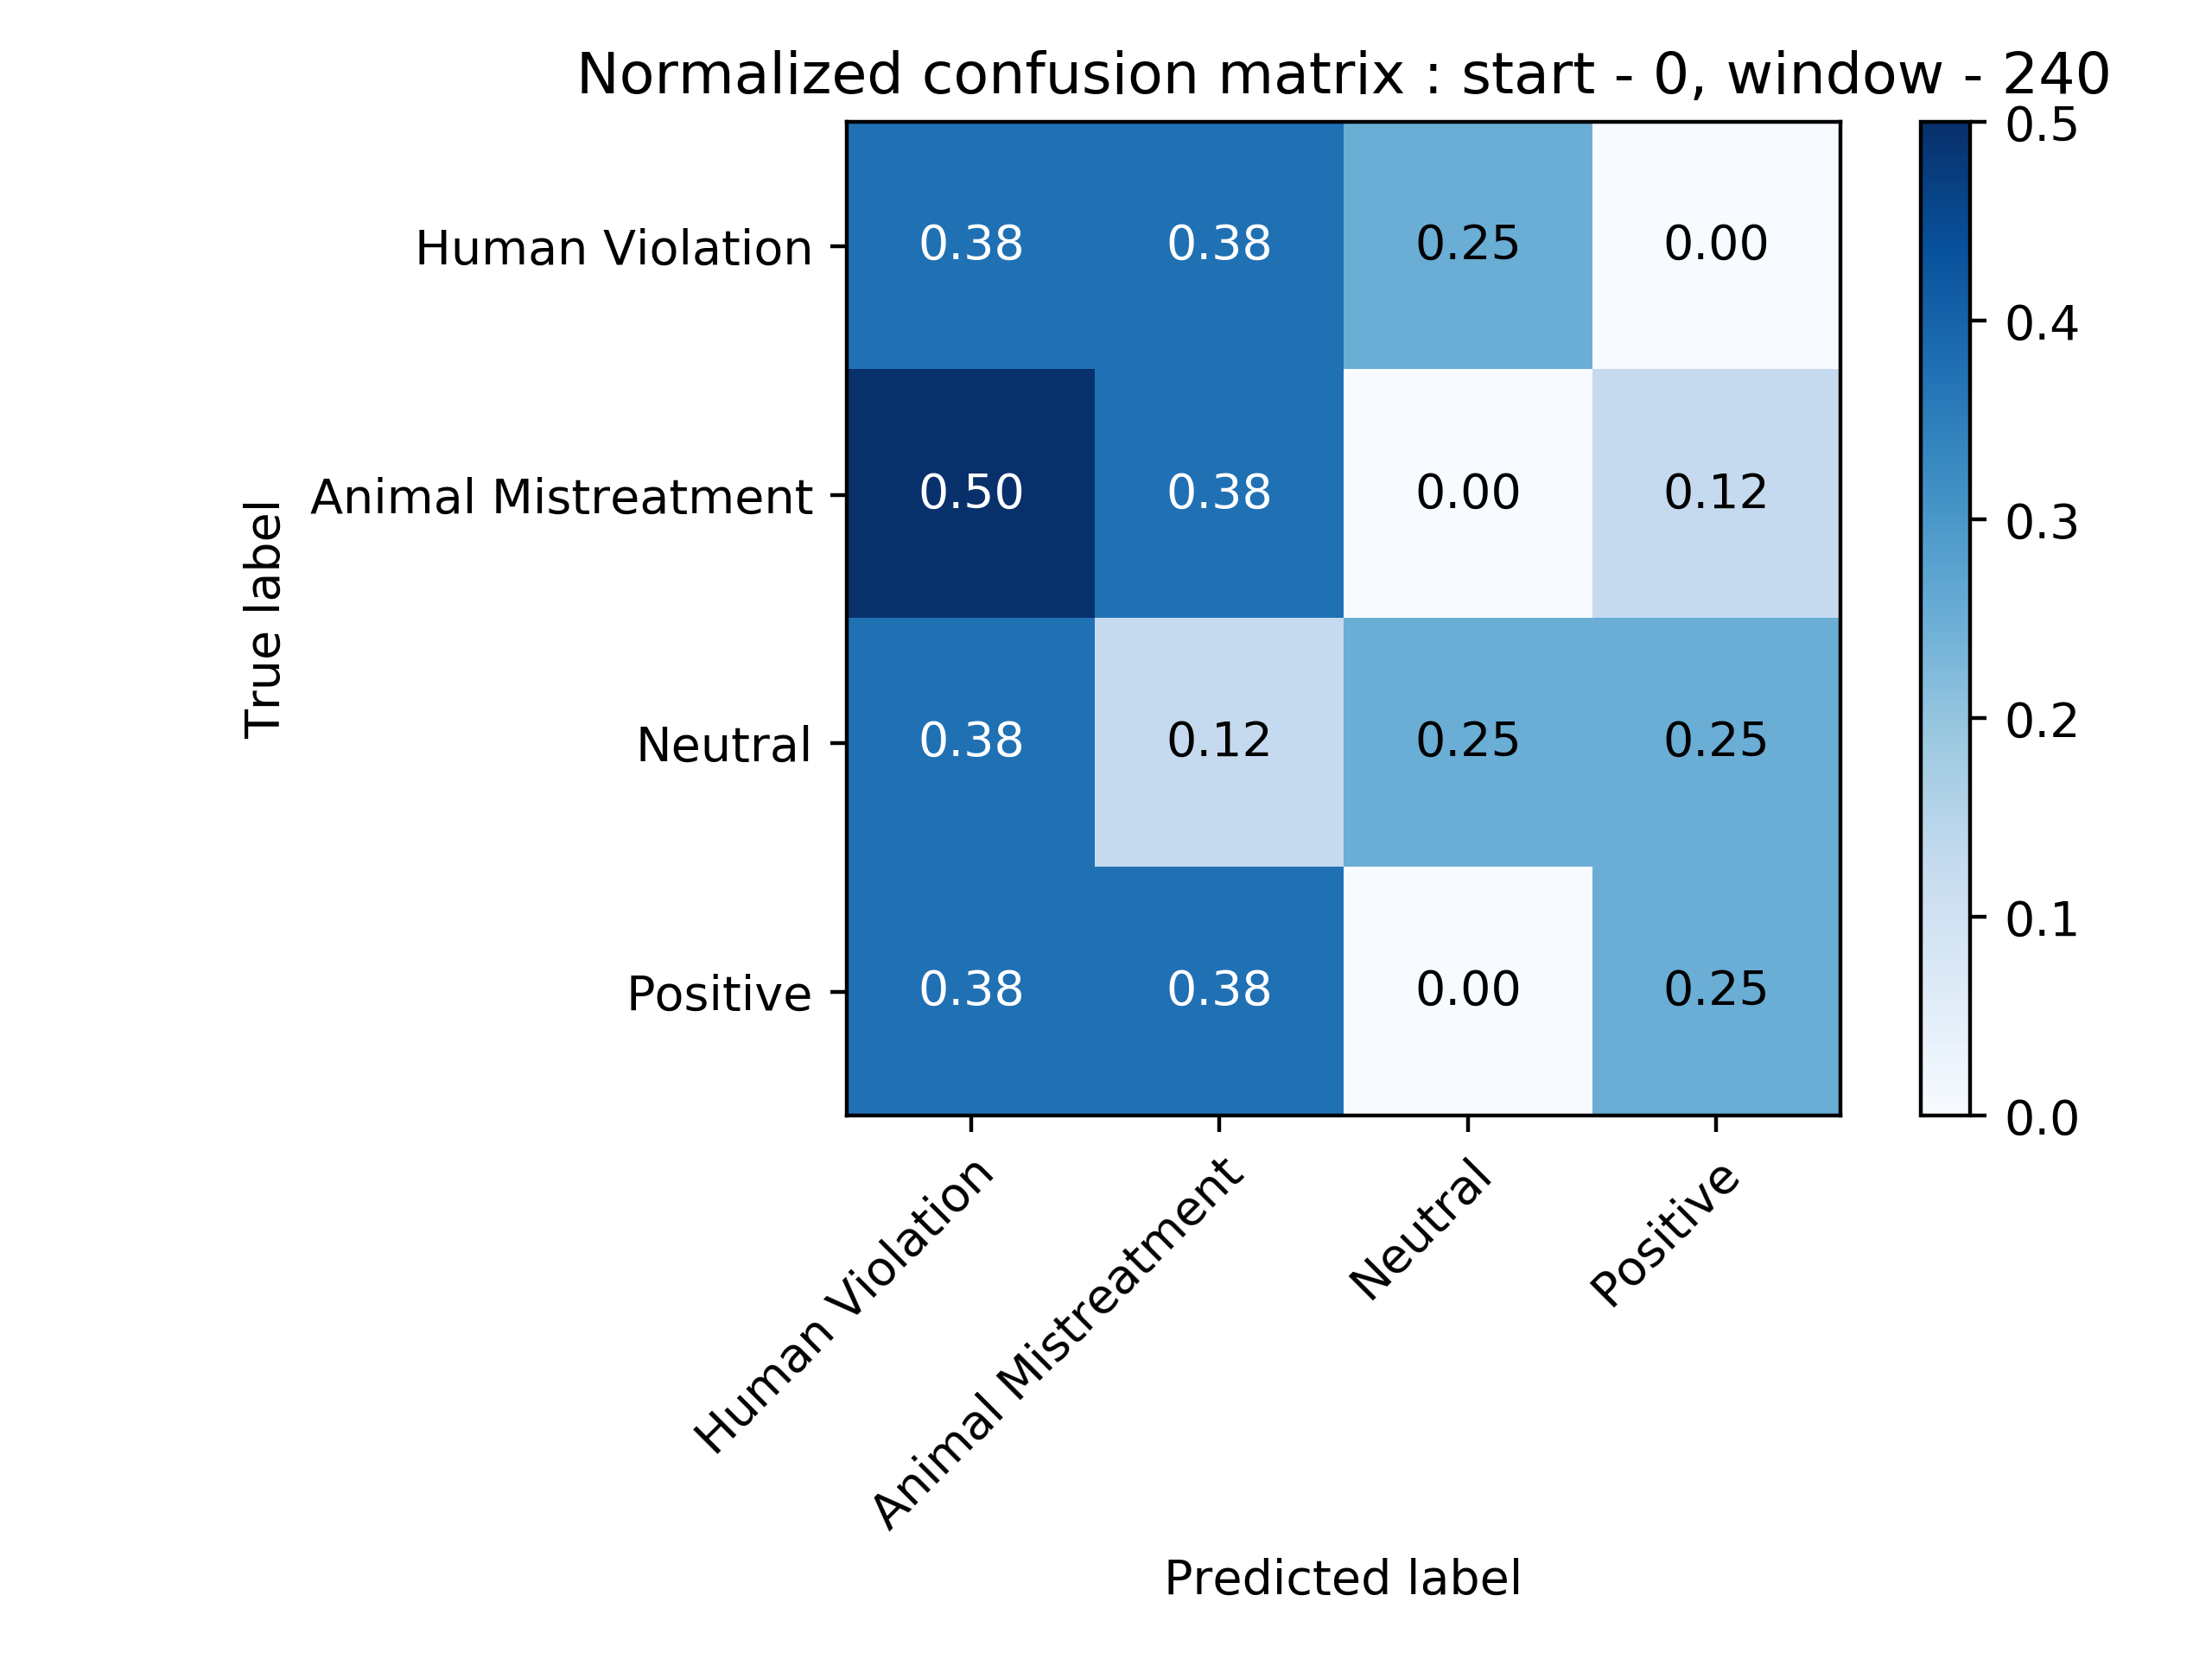 Normalized confusion matrix : start - 0, window - 240
True label
Human Violation
Animal Mistreatment
Neutral
Positive
0.38 0.38 0.25 0.00
0.50 0.38 0.00 0.12
0.38 0.12 0.25 0.25
0.38 0.38 0.00 0.25
0.5
0.4
0.3
0.2
0.1
0.0
Human Violation
Animal Mistreatment
Neutral
Positive
Predicted label